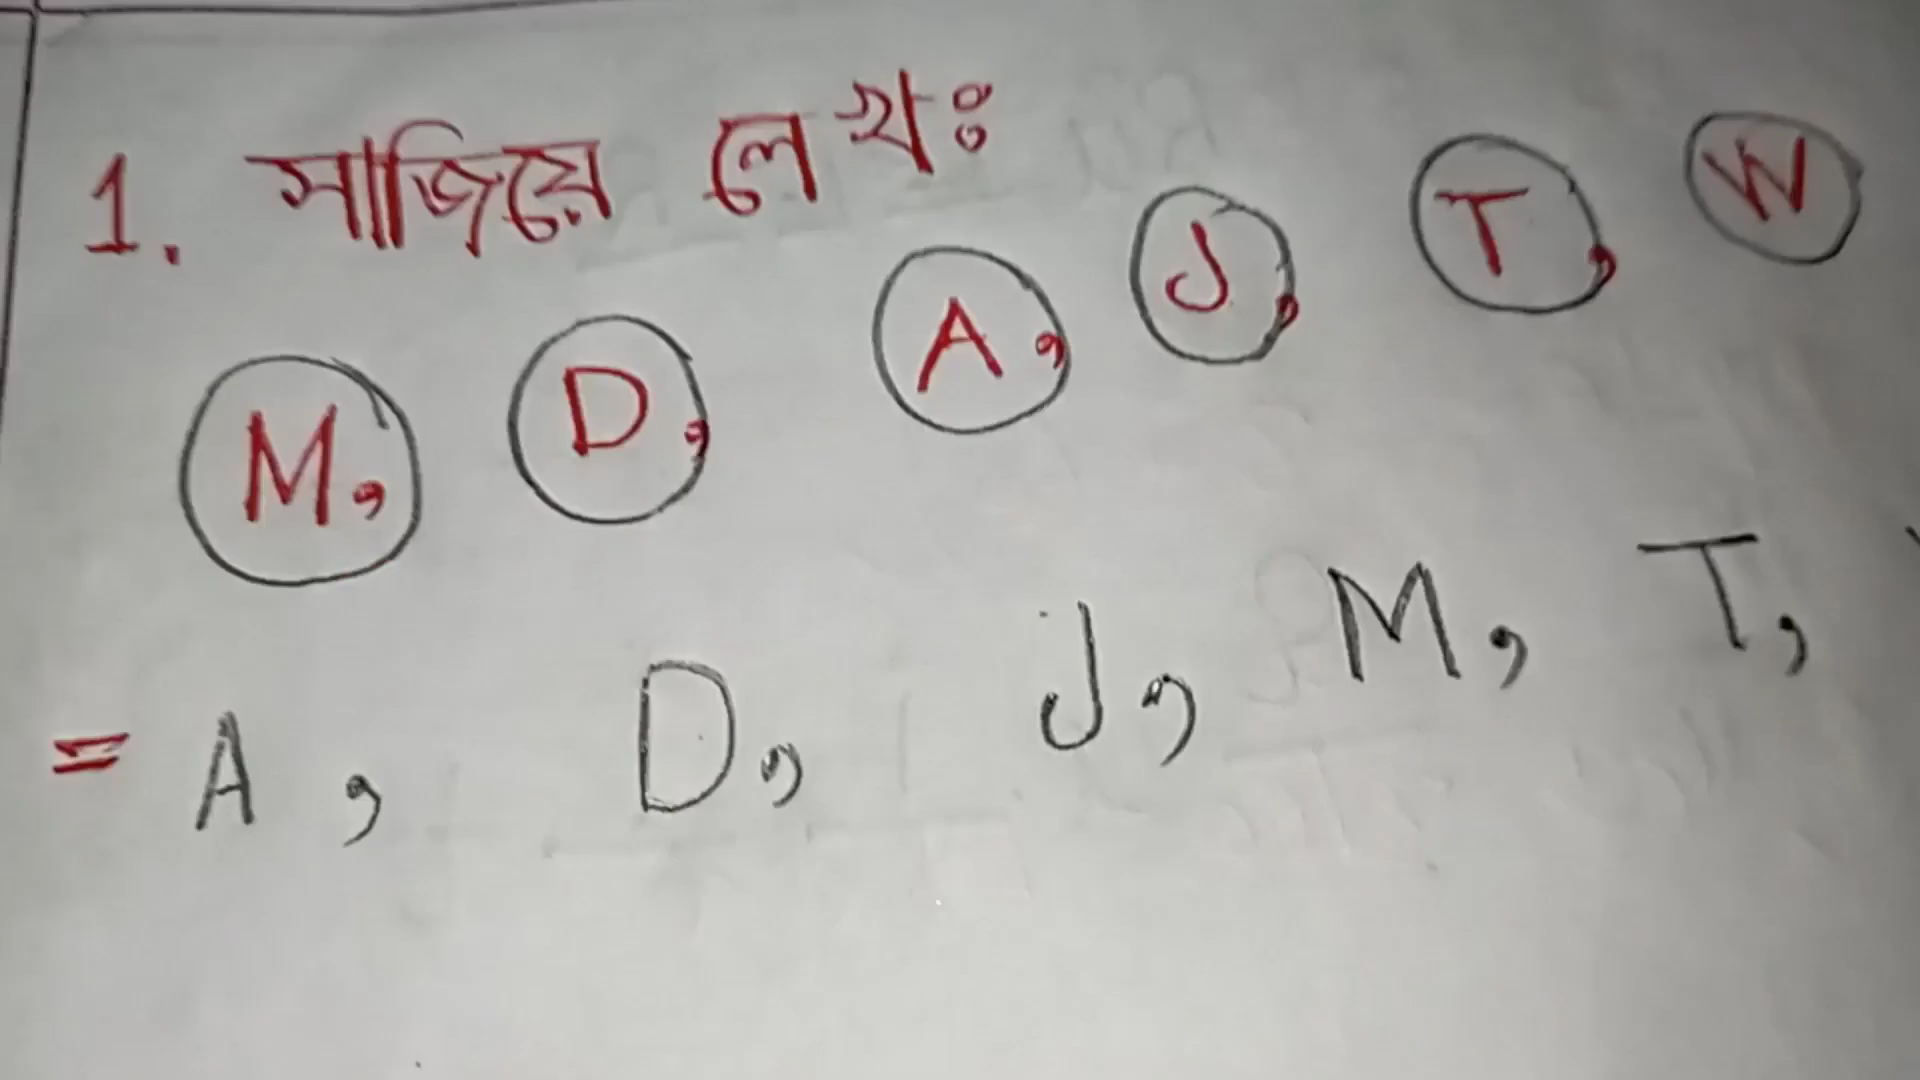 1. সাজিয়ে লেখঃ
M, D, A, J, T, W
= A, D, J, M, T,